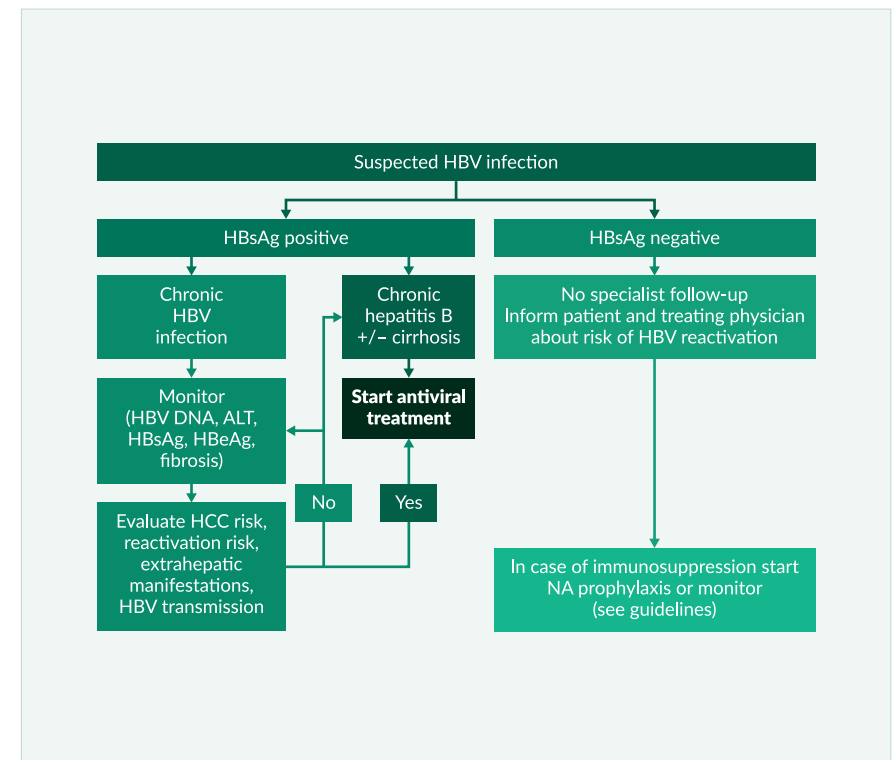 Suspected HBV infection
HBsAg positive
HBsAg negative
Chronic
HBV
infection
Chronic
hepatitis B
+/− cirrhosis
No specialist follow-up
Inform patient and treating physician
about risk of HBV reactivation
Monitor
(HBV DNA, ALT,
HBsAg, HBeAg,
fibrosis)
Start antiviral
treatment
No
Yes
Evaluate HCC risk,
reactivation risk,
extrahepatic
manifestations,
HBV transmission
In case of immunosuppression start
NA prophylaxis or monitor
(see guidelines)